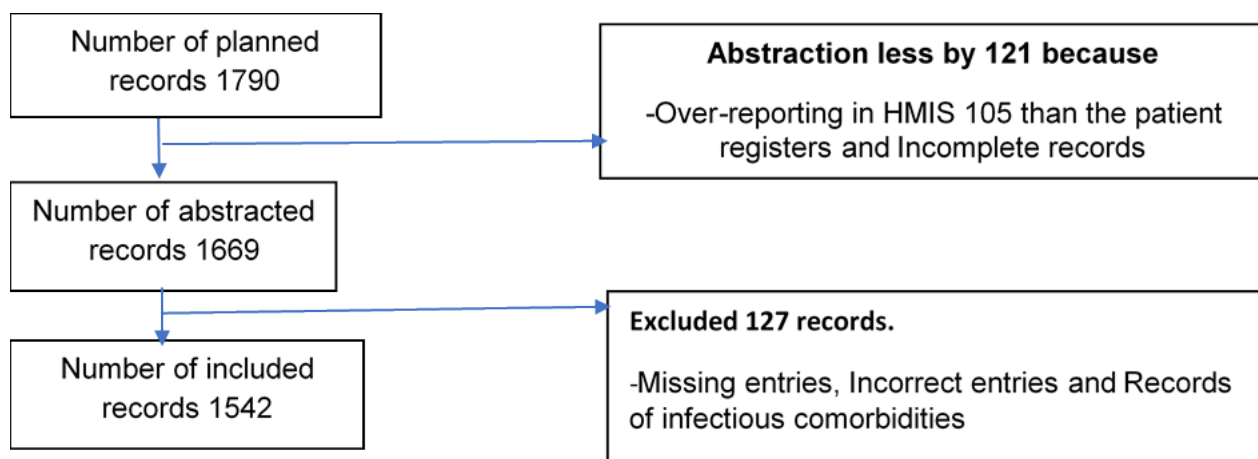 Number of planned
records 1790
Abstraction less by 121 because
-Over-reporting in HMIS 105 than the patient
registers and Incomplete records
Number of abstracted
records 1669
Excluded 127 records.
-Missing entries, Incorrect entries and Records
of infectious comorbidities
Number of included
records 1542